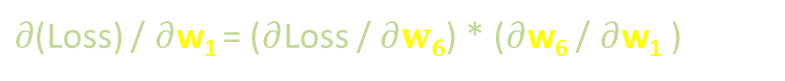 ∂(Loss) / ∂w₁ = (∂Loss / ∂w₆) * (∂w₆ / ∂w₁ )